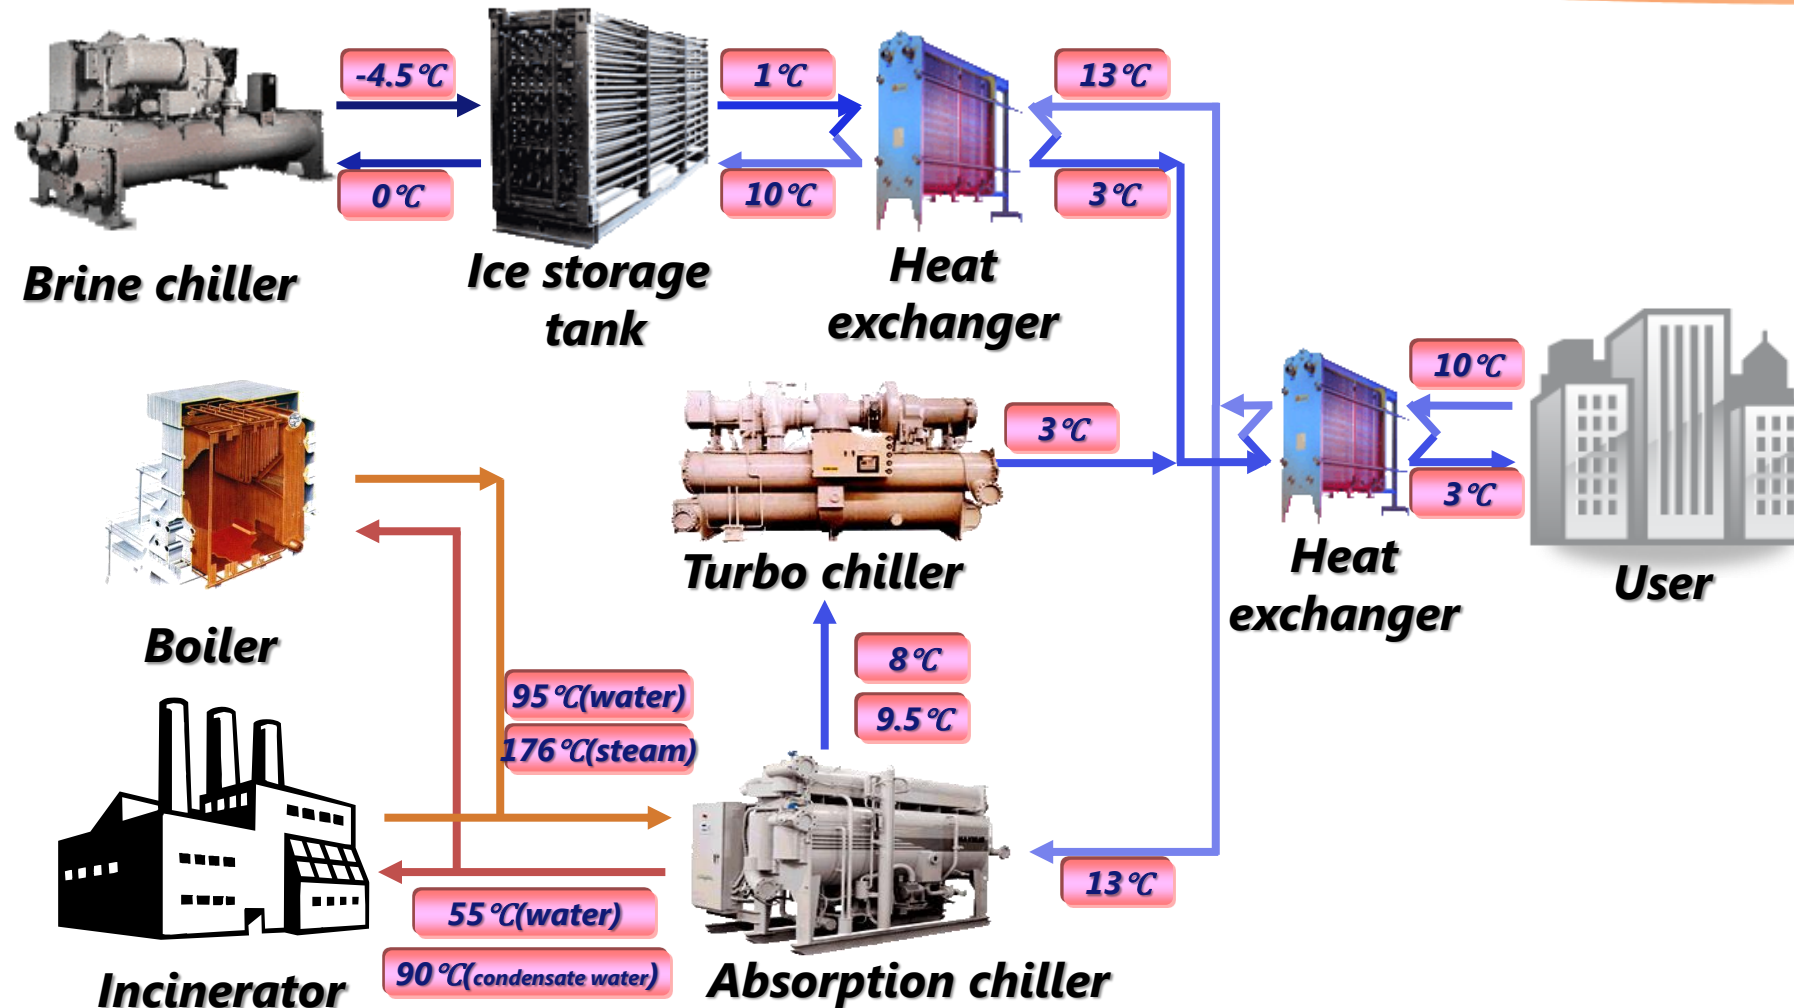 -4.5℃
1℃
13℃
0℃
10℃
3℃
Brine chiller
Ice storage
tank
Heat
exchanger
10℃
3℃
3℃
Turbo chiller
Heat
exchanger
User
Boiler
8℃
9.5℃
95℃(water)
176℃(steam)
13℃
55℃(water)
90℃(condensate water)
Incinerator
Absorption chiller